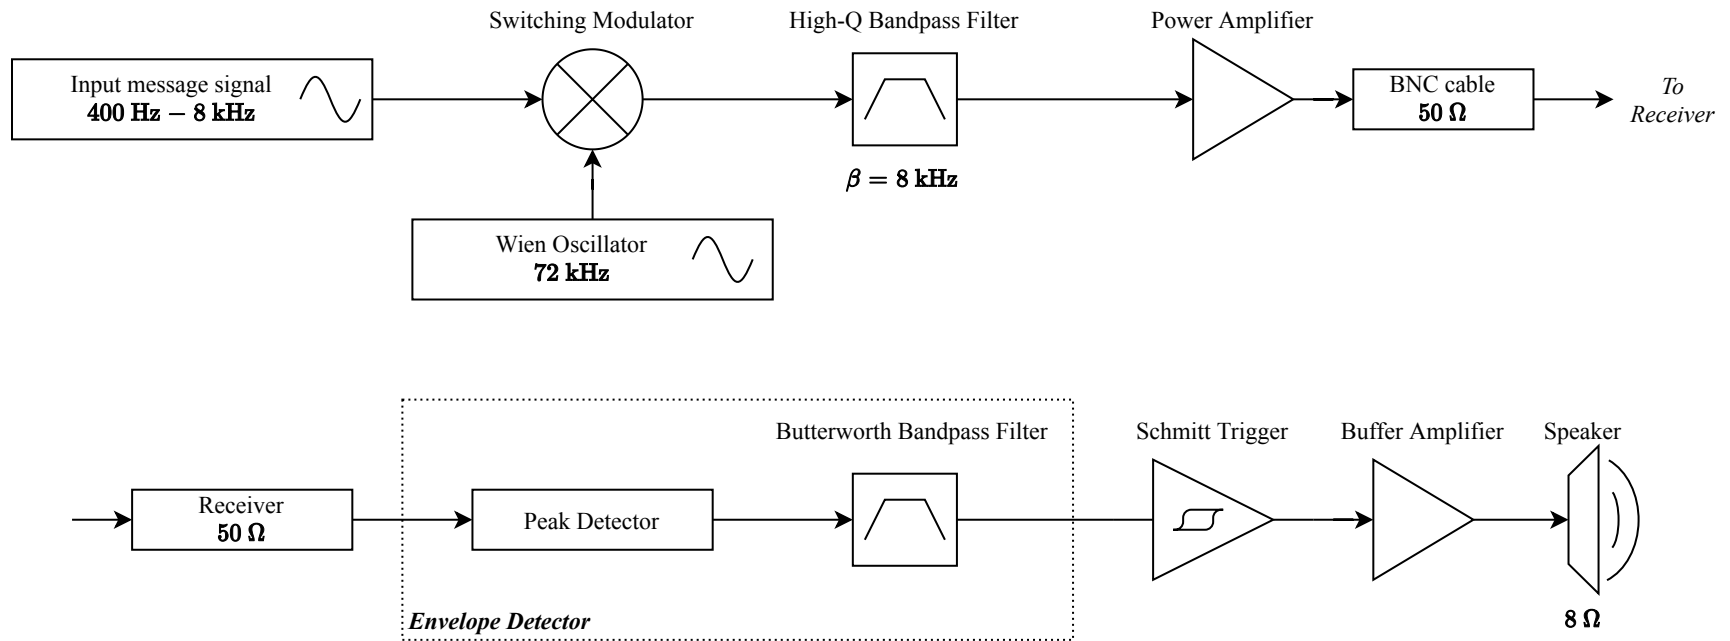 Switching Modulator
High-Q Bandpass Filter
Power Amplifier
Input message signal
400 Hz – 8 kHz
BNC cable
50 Ω
To
Receiver
β = 8 kHz
Wien Oscillator
72 kHz
Butterworth Bandpass Filter
Schmitt Trigger
Buffer Amplifier
Speaker
Receiver
50 Ω
Peak Detector
Envelope Detector
8 Ω